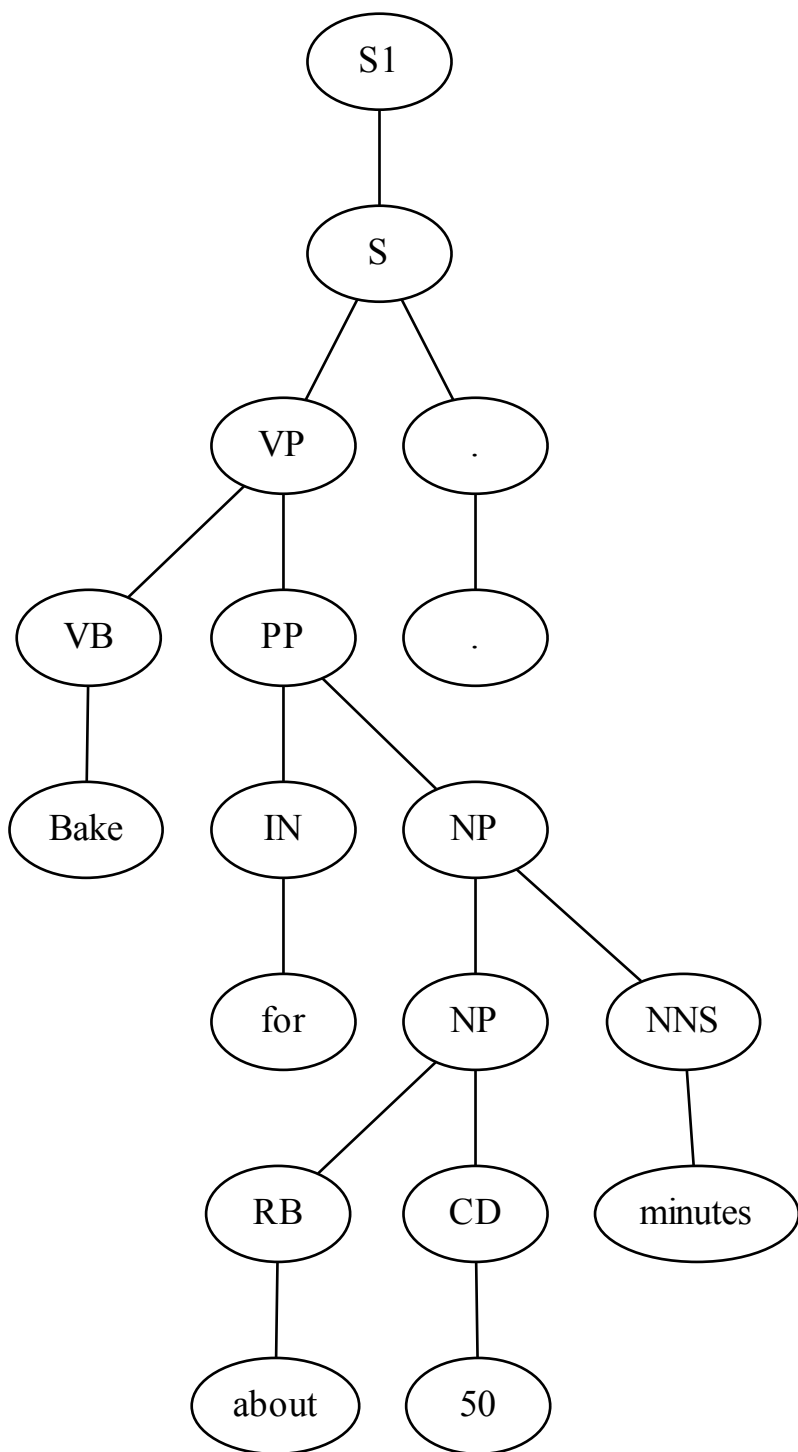 S1
S
VP .
VB PP .
Bake IN NP
for NP NNS
RB CD minutes
about 50